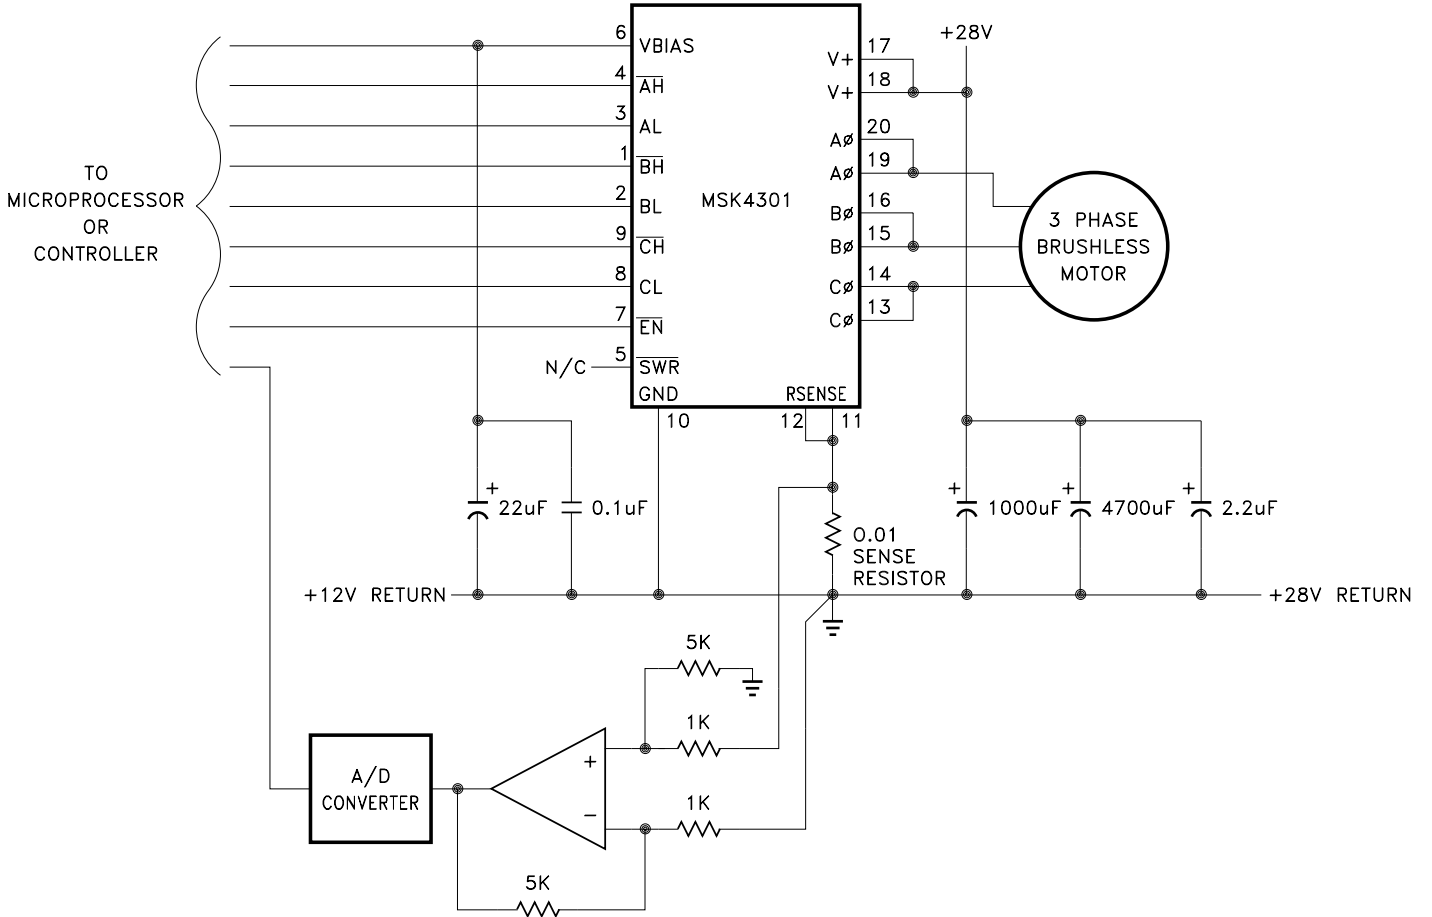 +28V
6
VBIAS
17
V+
4
AH
18
V+
3
AL
20
AØ
1
BH
19
AØ
TO
MICROPROCESSOR
OR
CONTROLLER
2
BL
MSK4301
16
BØ
3 PHASE
BRUSHLESS
MOTOR
9
CH
15
BØ
8
CL
14
CØ
7
EN
13
CØ
N/C
5
SWR
GND
RSENSE
10
12
11
+
22uF
0.1uF
0.01
SENSE
RESISTOR
+
1000uF
+
4700uF
+
2.2uF
+12V RETURN
+28V RETURN
5K
1K
+
A/D
CONVERTER
1K
−
5K